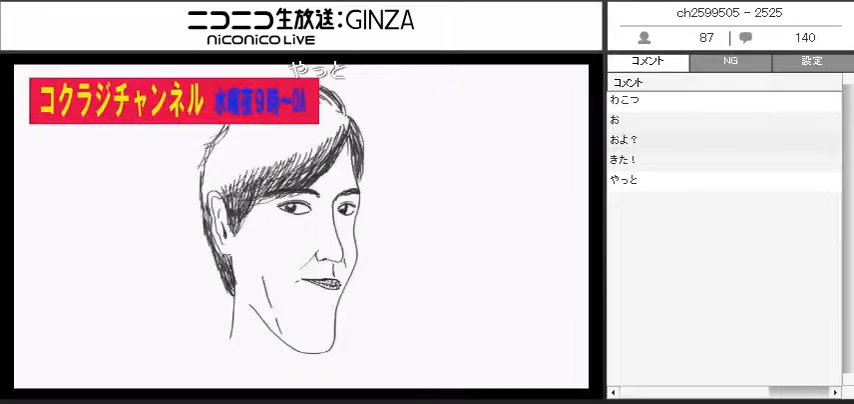 ニコニコ生放送:GINZA
niconico Live
ch2599505 - 2525
87 | 140
やっと
コクラジチャンネル 水曜夜9時～OA
コメント NG 設定
コメント
わこつ
お
およ？
きた！
やっと